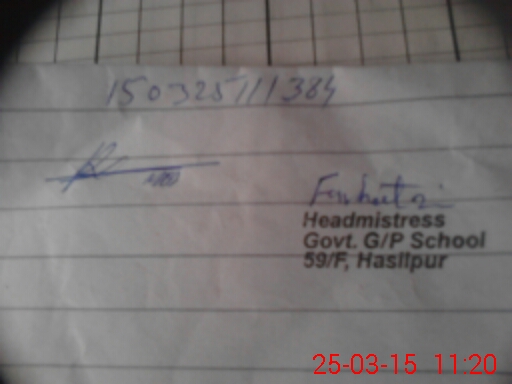 150325111384
Headmistress
Govt. G/P School
59/F, Hasilpur
25-03-15 11:20